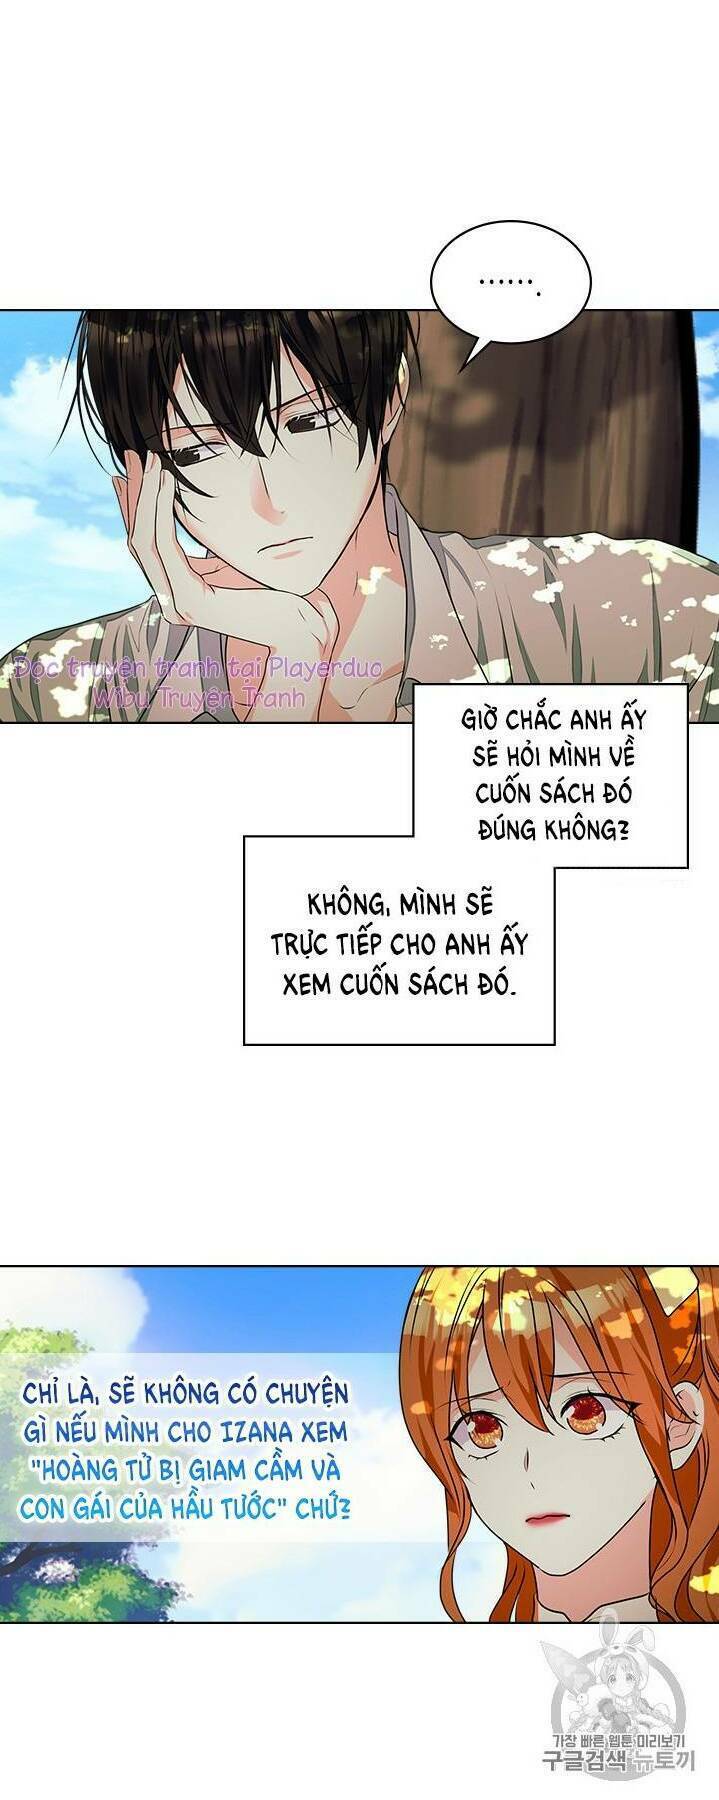 .......
Đọc truyện tranh tại Playerduo
Wibu Truyện Tranh
GIỜ CHẮC ANH ẤY
SẼ HỎI MÌNH VỀ
CUỐN SÁCH ĐÓ
ĐÚNG KHÔNG?
KHÔNG, MÌNH SẼ
TRỰC TIẾP CHO ANH ẤY
XEM CUỐN SÁCH ĐÓ.
CHỈ LÀ, SẼ KHÔNG CÓ CHUYỆN
GÌ NẾU MÌNH CHO IZANA XEM
"HOÀNG TỬ BỊ GIAM CẦM VÀ
CON GÁI CỦA HẦU TƯỚC" CHỨ?
가장 빠른 웹툰 미리보기
구글검색 뉴토끼